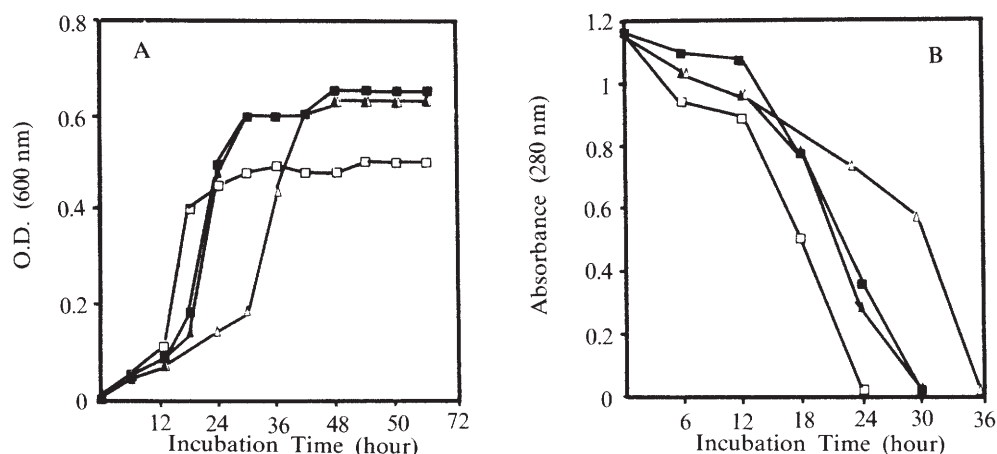 A
O.D. (600 nm)
0.8
0.6
0.4
0.2
0
12 24 36 48 50 72
Incubation Time (hour)
B
Absorbance (280 nm)
1.2
1
0.8
0.6
0.4
0.2
0
6 12 18 24 30 36
Incubation Time (hour)